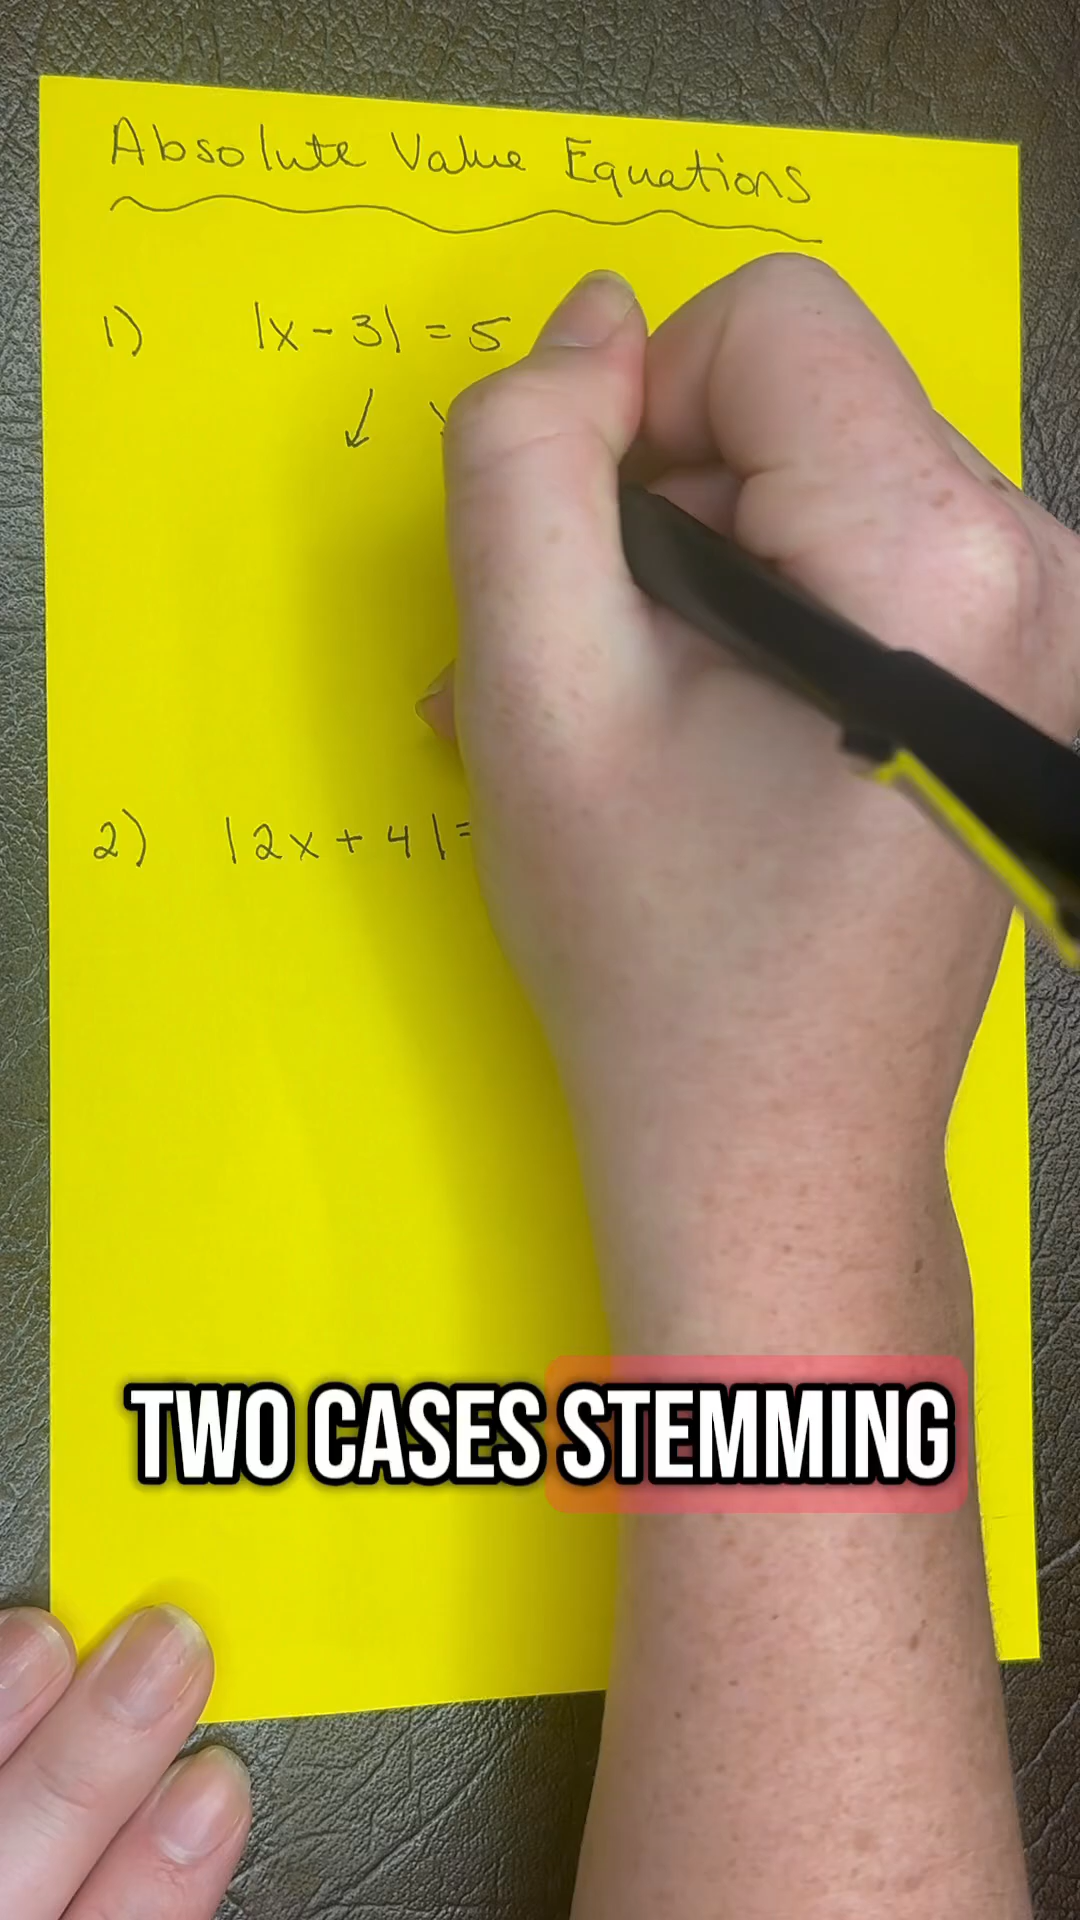 Absolute Value Equations
1) |x - 3| = 5
2) |2x + 4| =
TWO CASES STEMMING